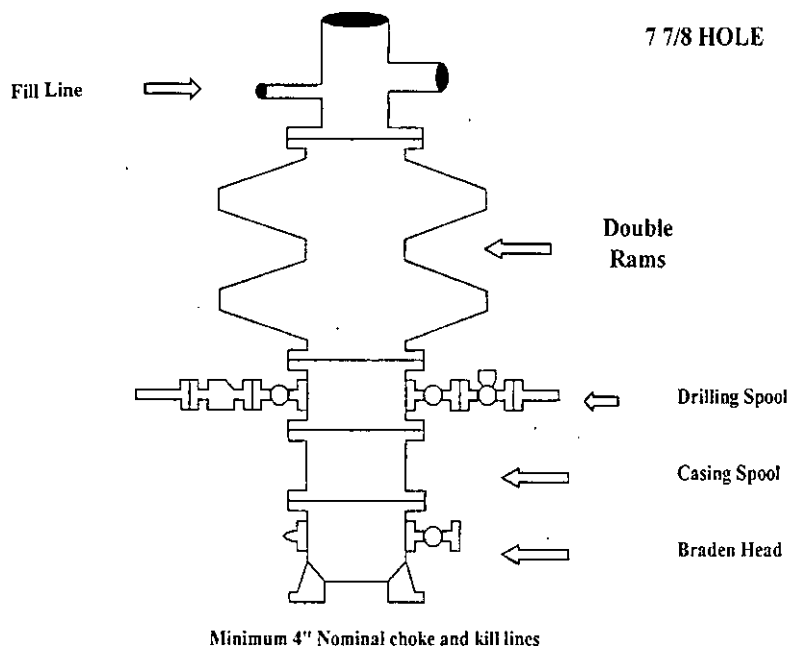 7 7/8 HOLE
Fill Line
Double
Rams
Drilling Spool
Casing Spool
Braden Head
Minimum 4" Nominal choke and kill lines